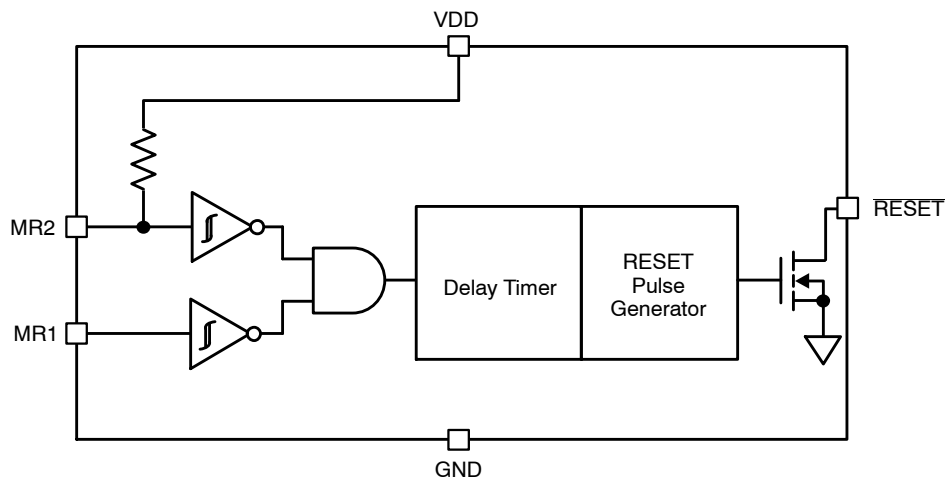 VDD
MR2
RESET
MR1
Delay Timer
RESET
Pulse
Generator
GND